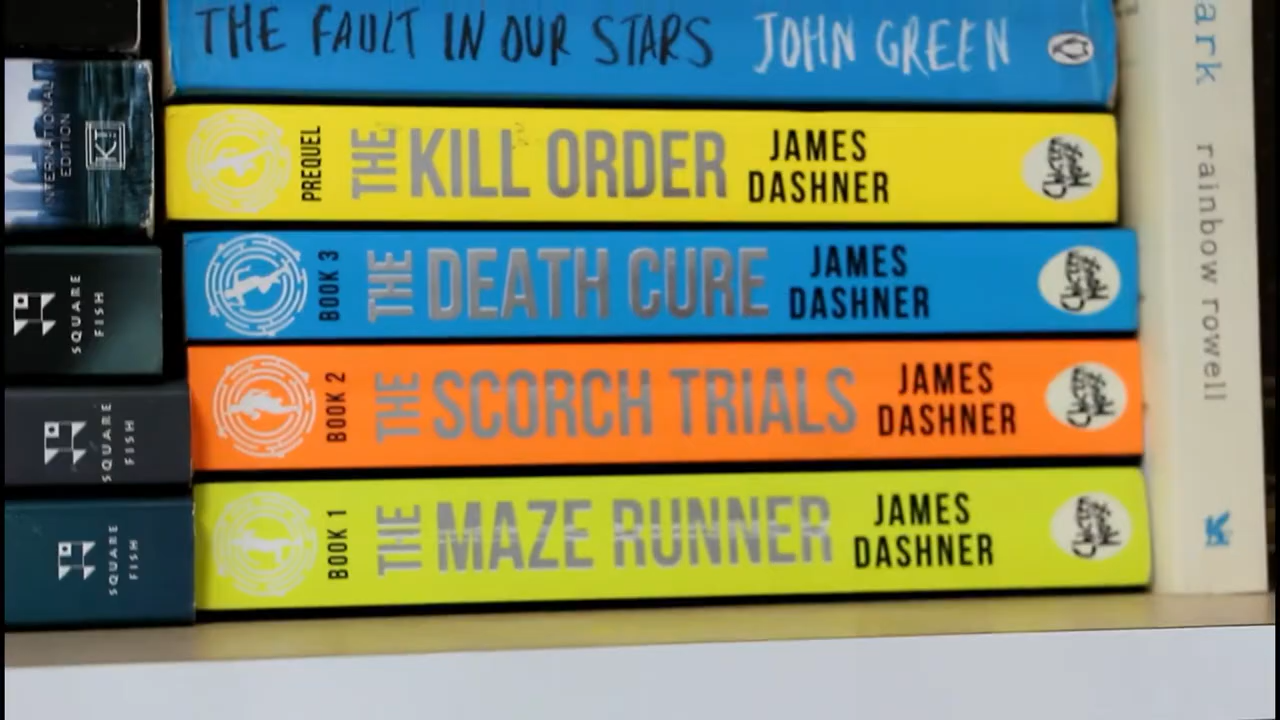 THE FAULT IN OUR STARS JOHN GREEN
INTERNATIONAL
EDITION
PREQUEL THE KILL ORDER JAMES
DASHNER
BOOK 3 THE DEATH CURE JAMES
DASHNER
BOOK 2 THE SCORCH TRIALS JAMES
DASHNER
BOOK 1 THE MAZE RUNNER JAMES
DASHNER
SQUARE
FISH
SQUARE
FISH
SQUARE
FISH
ark rainbow rowell